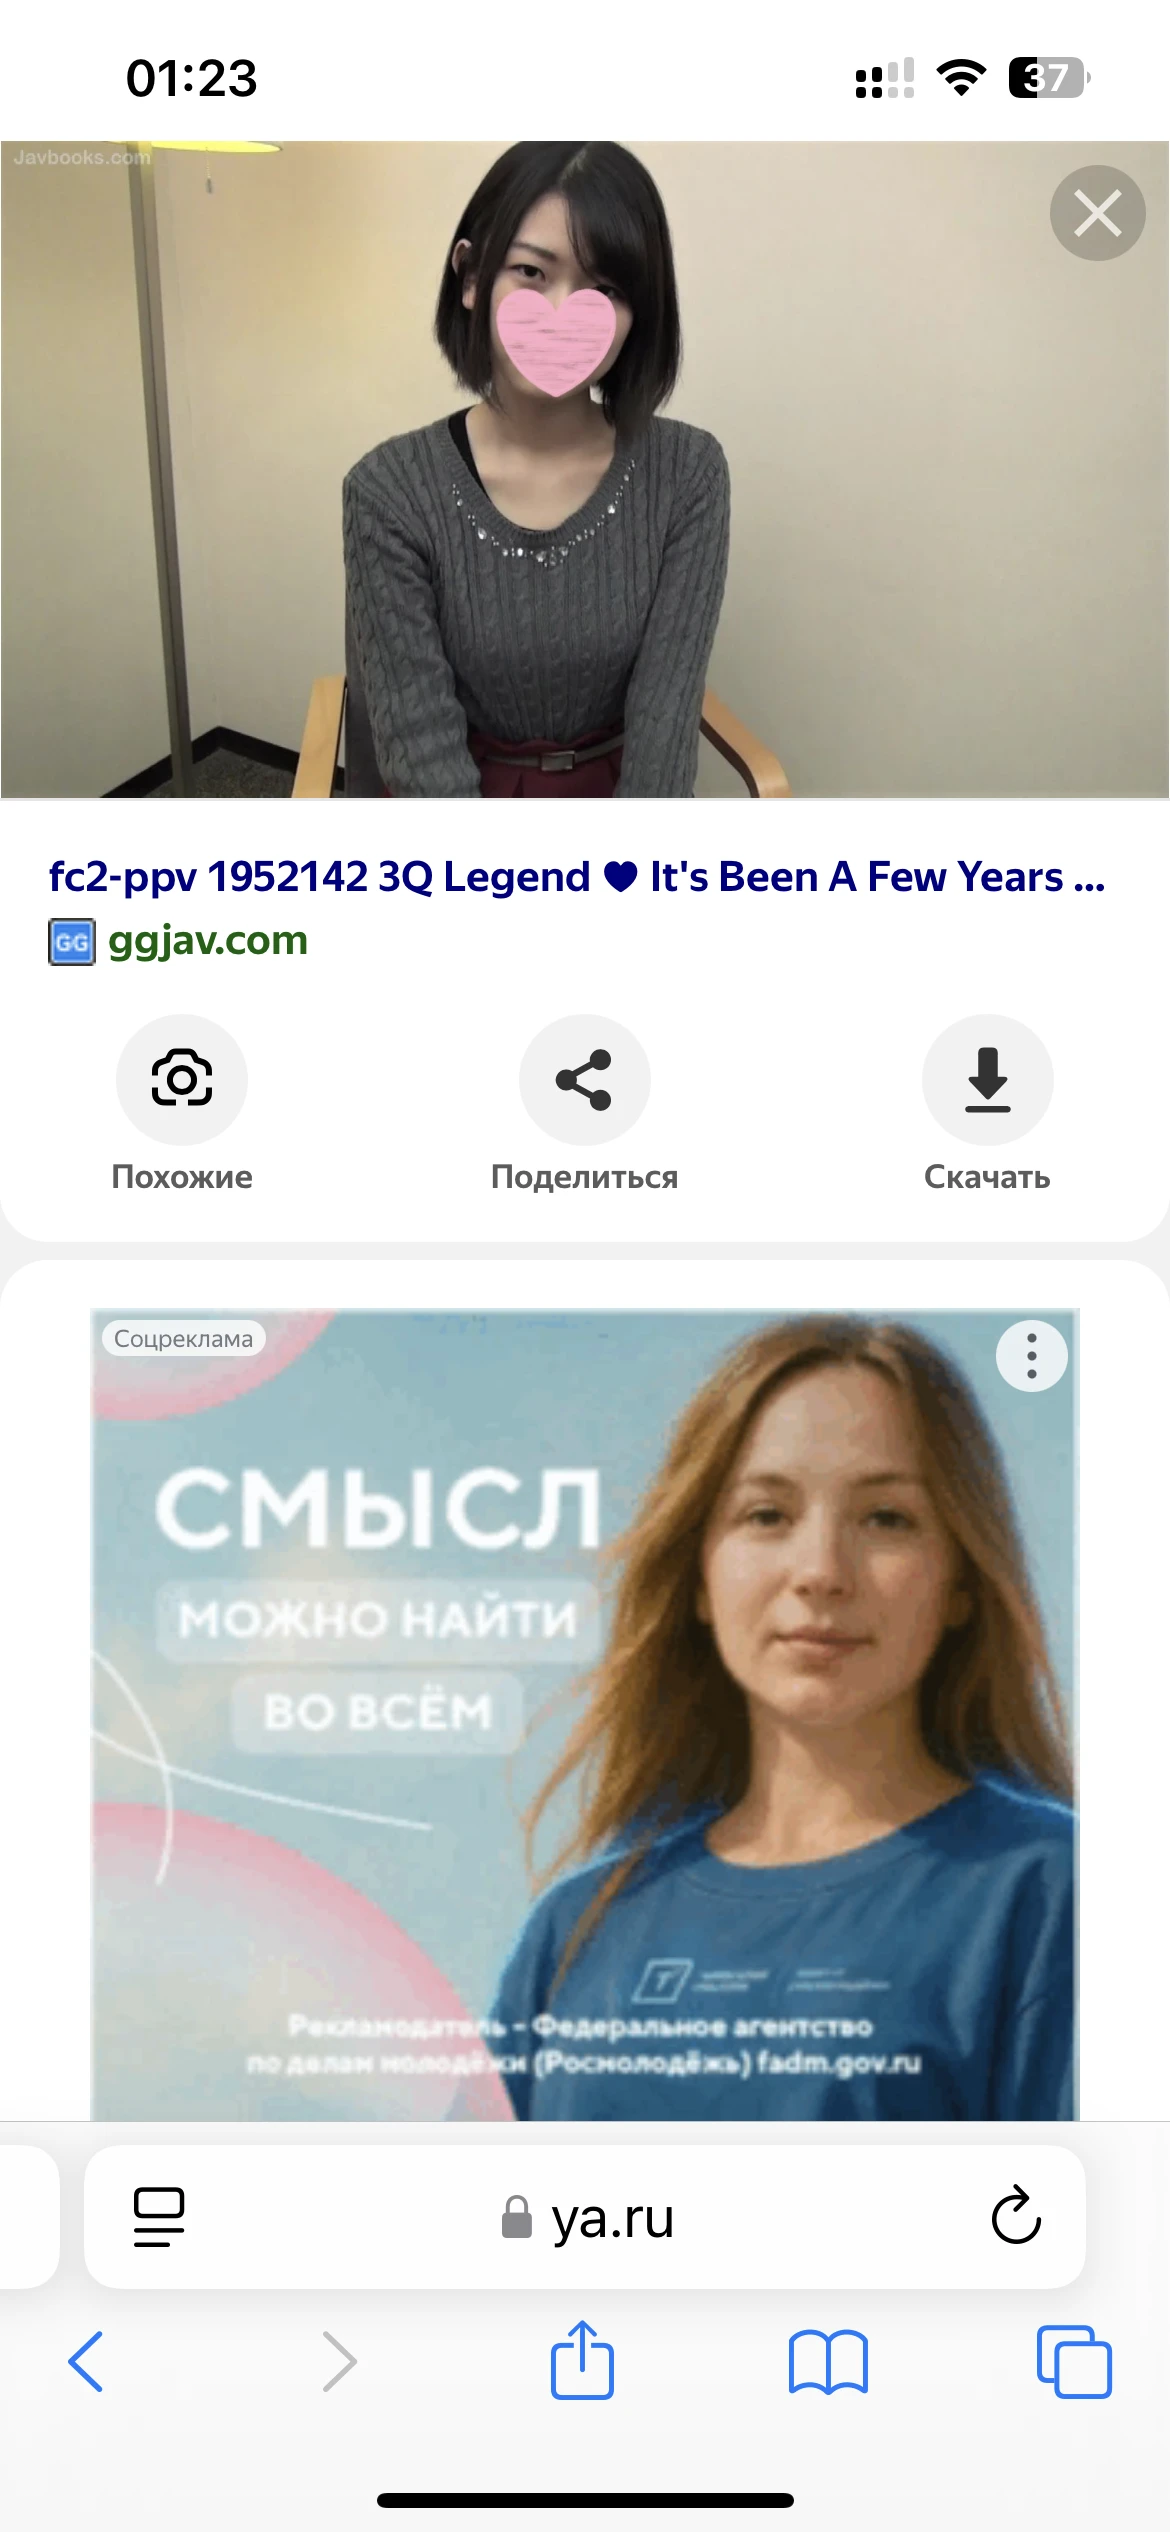 01:23
37
Javbooks.com
fc2-ppv 1952142 3Q Legend ♥ It's Been A Few Years ...
GG ggjav.com
Похожие Поделиться Скачать
Соцреклама
СМЫСЛ
МОЖНО НАЙТИ
ВО ВСЁМ
Рекламодатель - Федеральное агентство
по делам молодёжи (Росмолодёжь) fadm.gov.ru
ya.ru